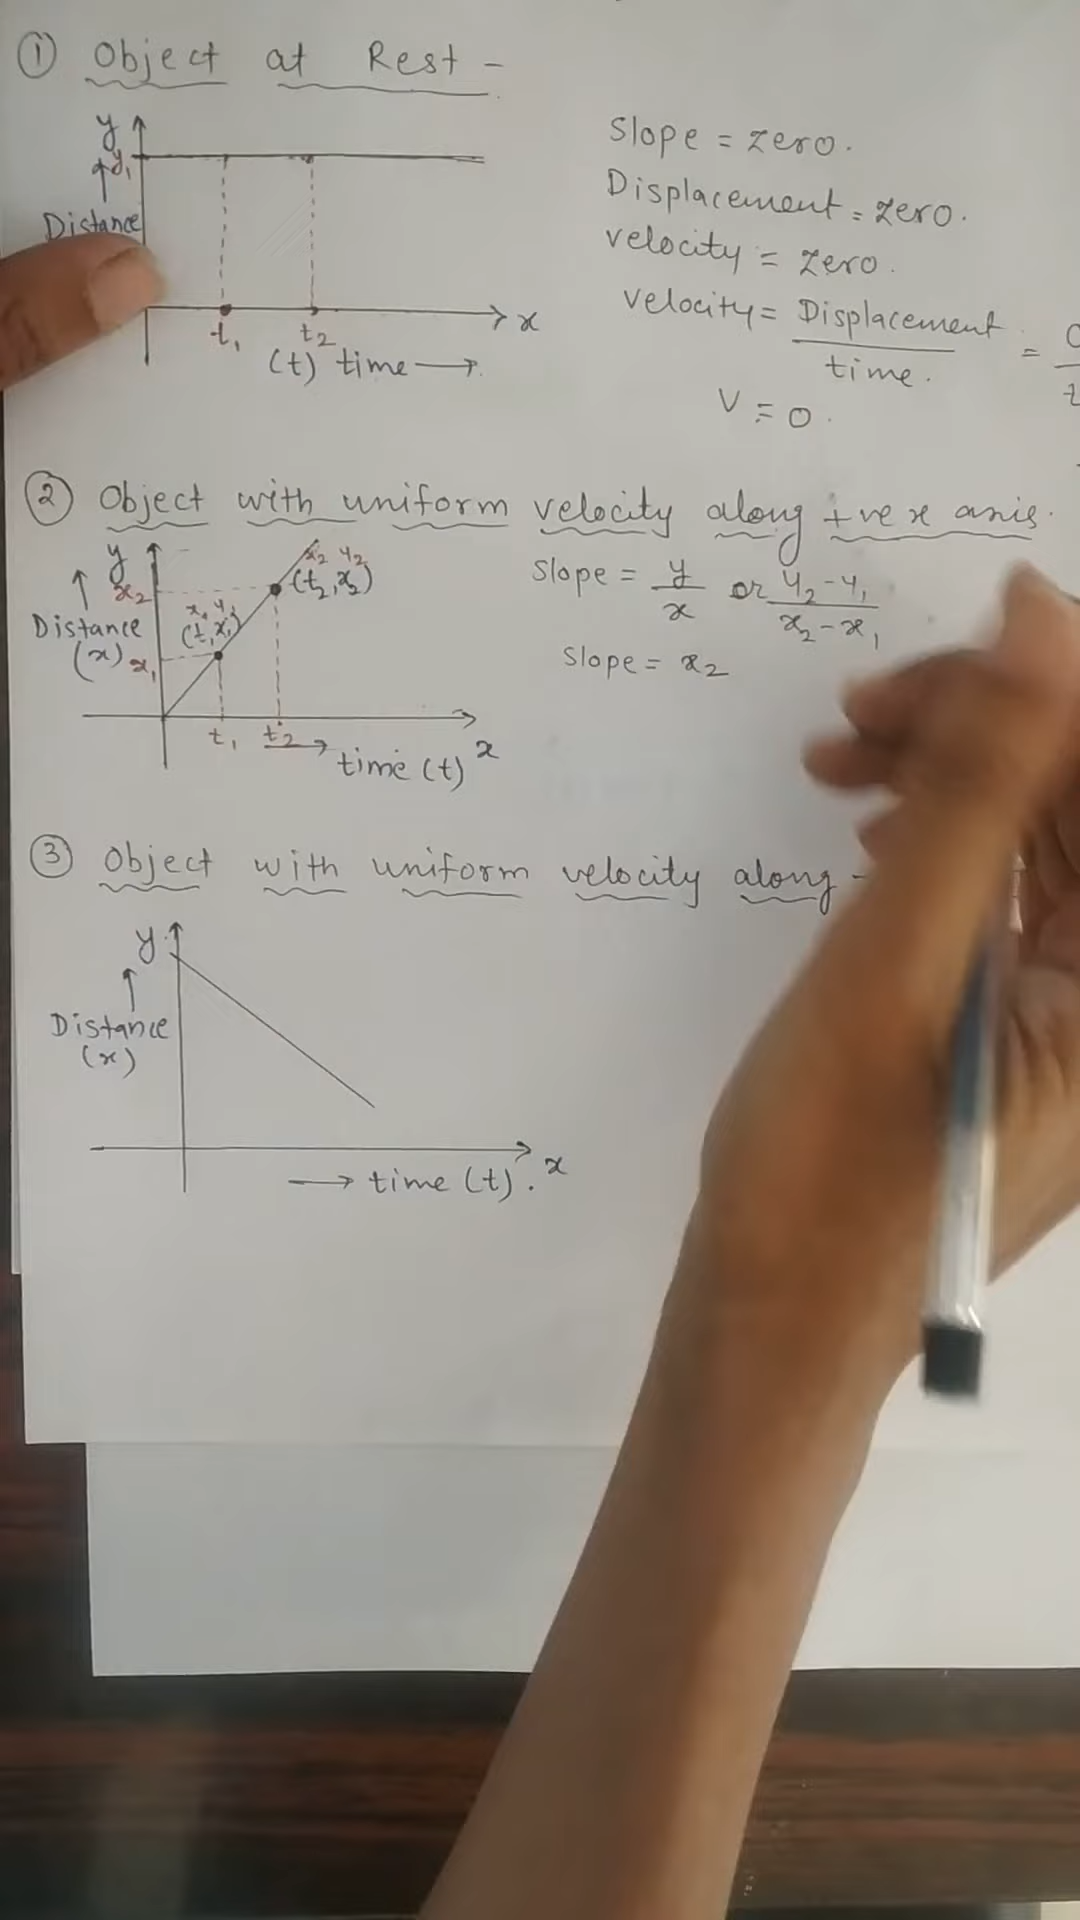 ① Object at Rest -
y
y₁
Distance
t₁ t₂
x
(t) time
Slope = zero.
Displacement = zero.
velocity = zero.
velocity = Displacement / time. =
V = 0.
② Object with uniform velocity along +ve x axis.
y
x₂
Distance
(x)
x₁
x₂ y₂
(t₂, x₂)
x₁ y₁
(t₁, x₁)
t₁ t₂
time (t) x
Slope = y/x or y₂-y₁/x₂-x₁
Slope = x₂
③ Object with uniform velocity along -
y
Distance
(x)
time (t). x